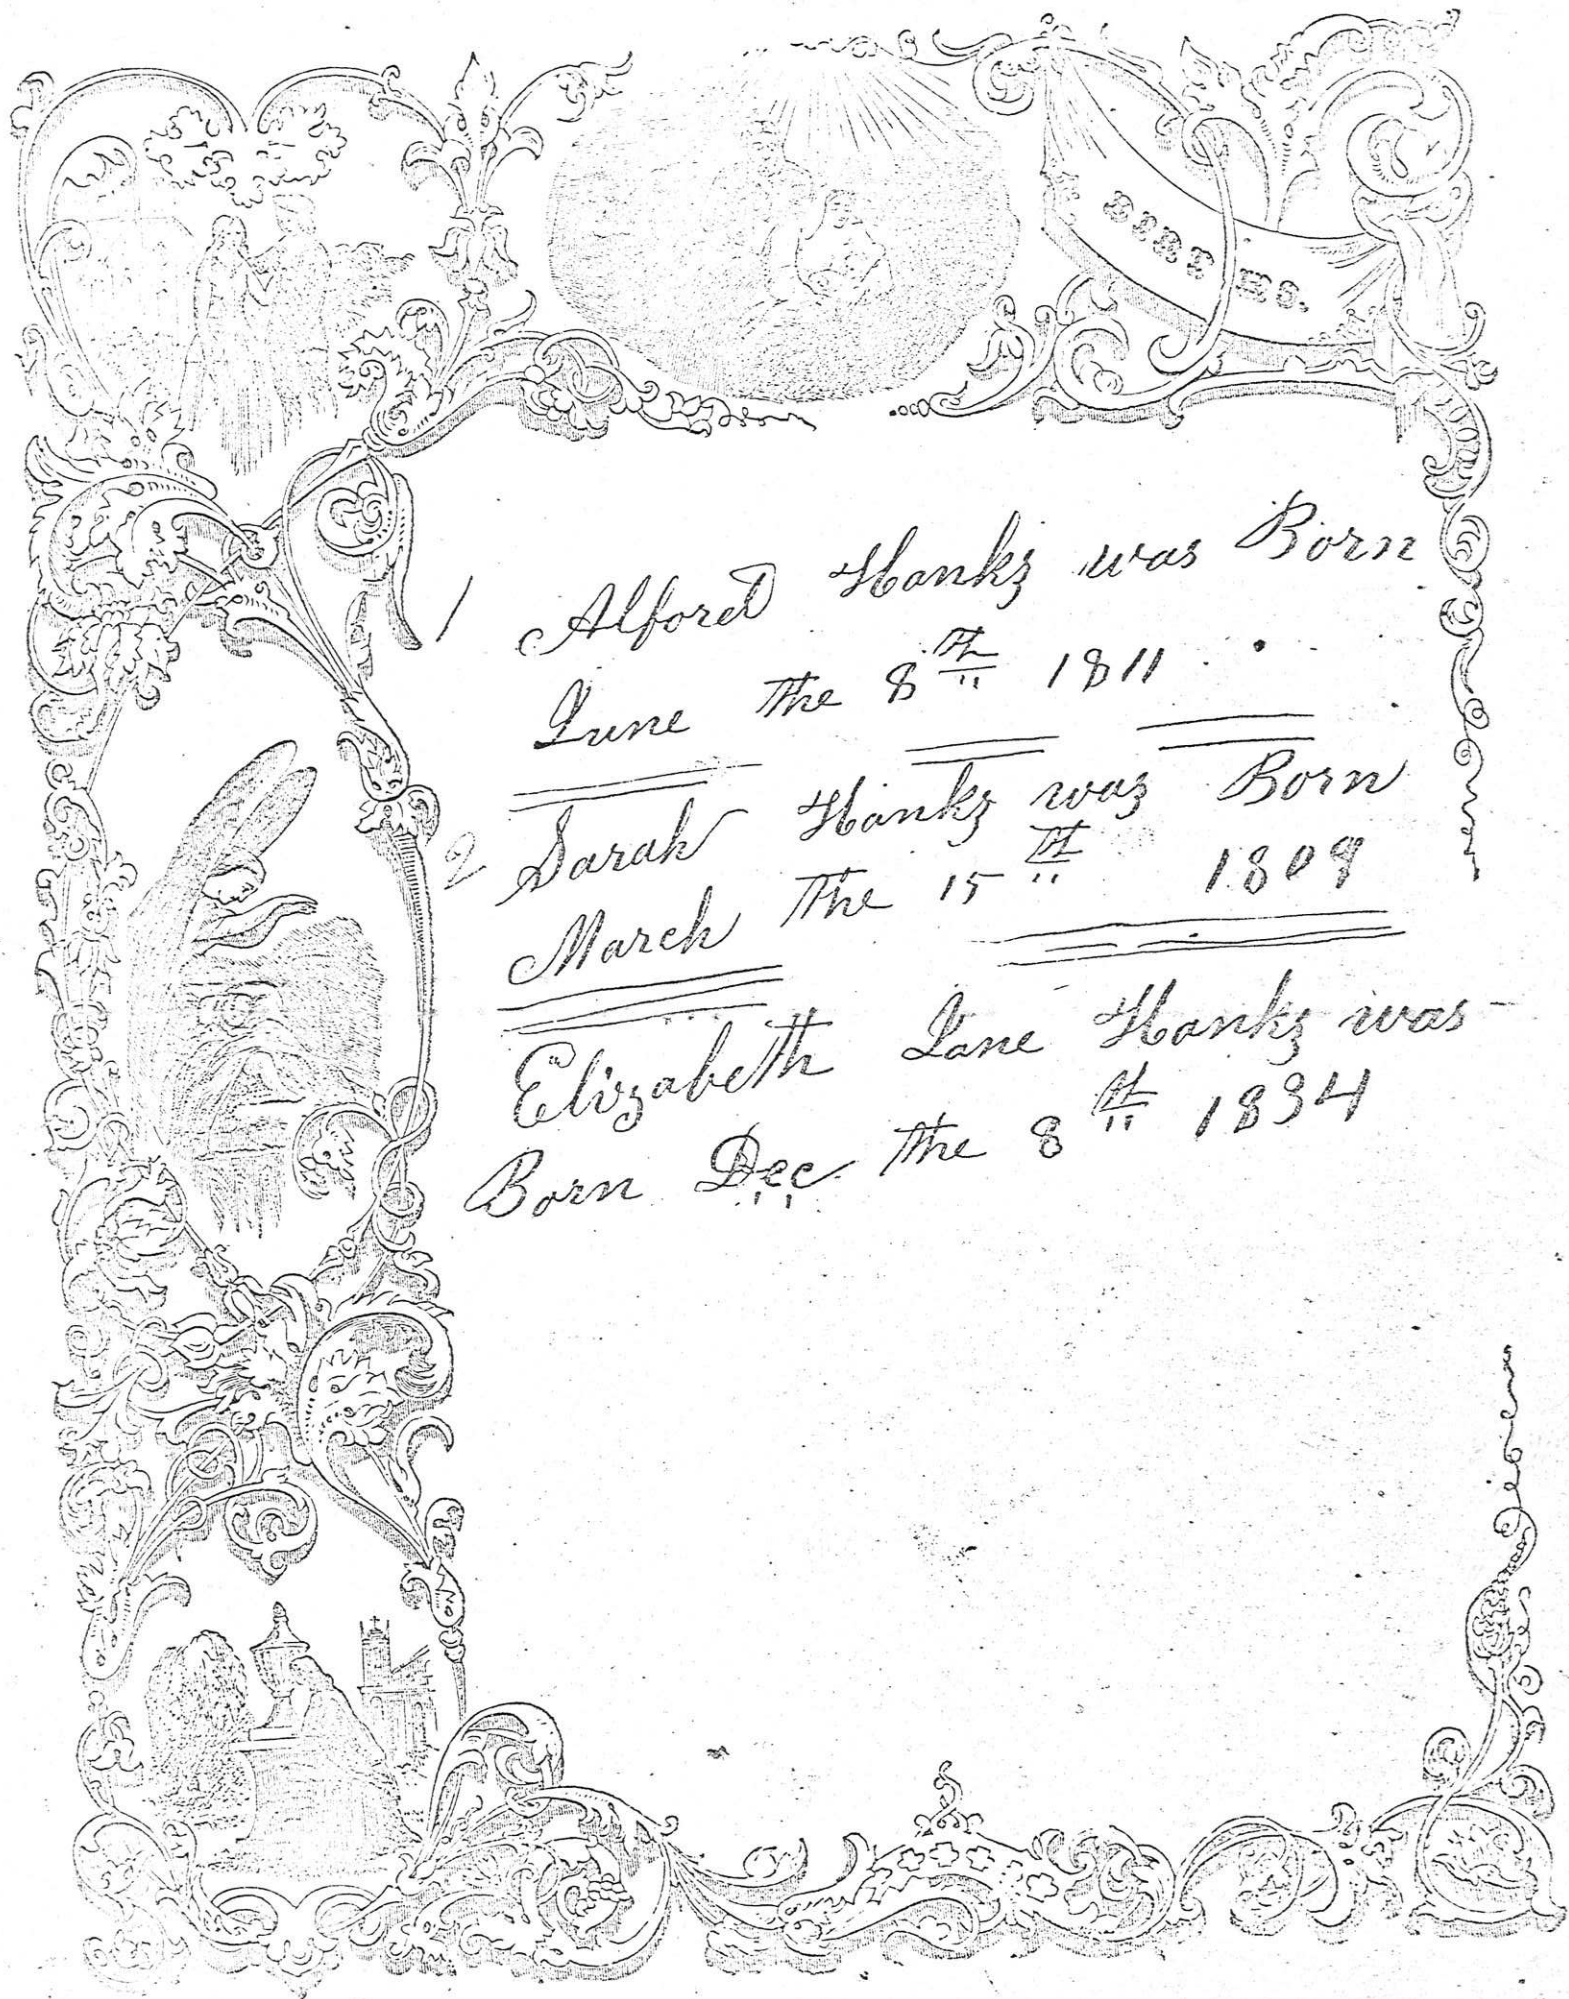 BIRTHS.
1 Alford Hanks was Born
June the 8th 1811
2 Sarah Hanks was Born
March the 15th 1809
Elizabeth Jane Hanks was
Born Dec the 8th 1834